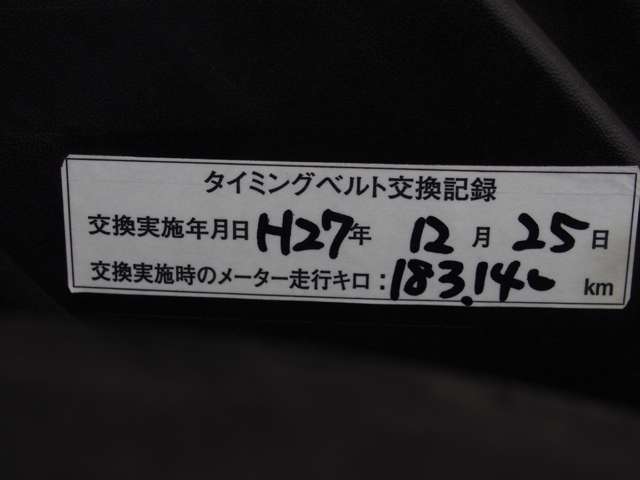 タイミングベルト交換記録
交換実施年月日 H27年 12月 25日
交換実施時のメーター走行キロ：183,140 km